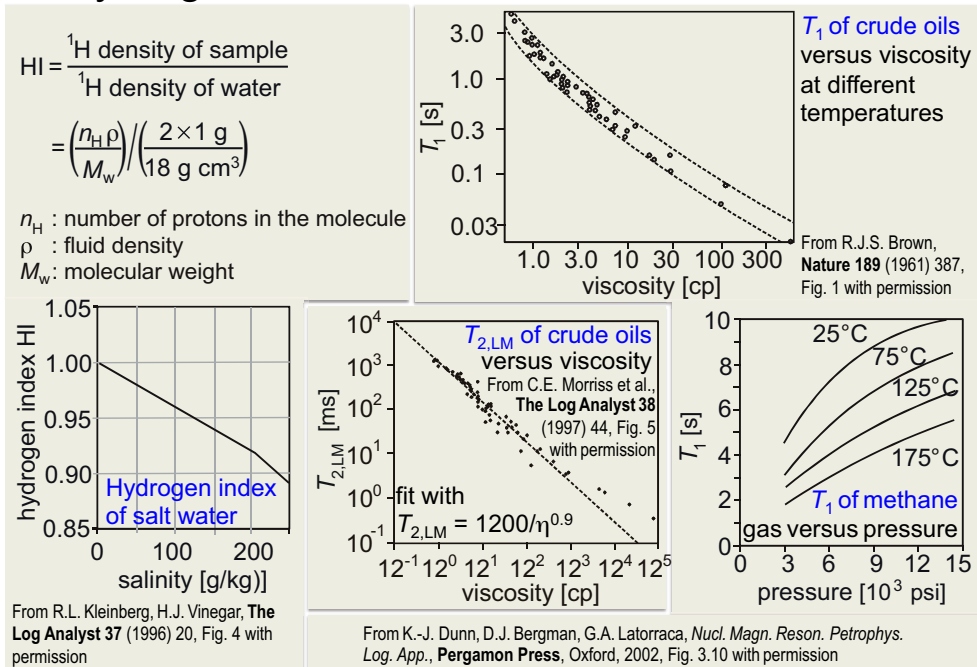 HI = ¹H density of sample / ¹H density of water
= (n_H ρ / M_w) / (2×1 g / 18 g cm³)
n_H : number of protons in the molecule
ρ : fluid density
M_w: molecular weight
T₁ [s]
3.0
1.0
0.3
0.1
0.03
1.0 3.0 10 30 100 300
viscosity [cp]
T₁ of crude oils
versus viscosity
at different
temperatures
From R.J.S. Brown,
Nature 189 (1961) 387,
Fig. 1 with permission
hydrogen index HI
1.05
1.00
0.95
0.90
0.85
Hydrogen index
of salt water
0 100 200
salinity [g/kg)]
From R.L. Kleinberg, H.J. Vinegar, The
Log Analyst 37 (1996) 20, Fig. 4 with
permission
T₂,LM [ms]
10⁴
10³
10²
10¹
10⁰
10⁻¹
T₂,LM of crude oils
versus viscosity
From C.E. Morriss et al.,
The Log Analyst 38
(1997) 44, Fig. 5
with permission
fit with
T₂,LM = 1200/η⁰·⁹
12⁻¹ 12⁰ 12¹ 12² 12³ 12⁴ 10⁵
viscosity [cp]
T₁ [s]
10
8
6
4
2
0
25°C
75°C
125°C
175°C
T₁ of methane
gas versus pressure
0 3 6 9 12 15
pressure [10³ psi]
From K.-J. Dunn, D.J. Bergman, G.A. Latorraca, Nucl. Magn. Reson. Petrophys.
Log. App., Pergamon Press, Oxford, 2002, Fig. 3.10 with permission